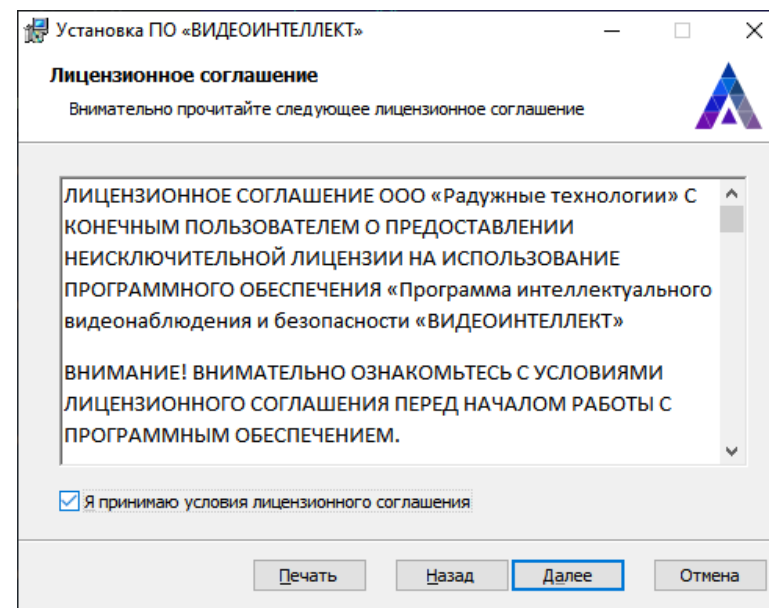 Установка ПО «ВИДЕОИНТЕЛЛЕКТ»
Лицензионное соглашение
Внимательно прочитайте следующее лицензионное соглашение
ЛИЦЕНЗИОННОЕ СОГЛАШЕНИЕ ООО «Радужные технологии» С
КОНЕЧНЫМ ПОЛЬЗОВАТЕЛЕМ О ПРЕДОСТАВЛЕНИИ
НЕИСКЛЮЧИТЕЛЬНОЙ ЛИЦЕНЗИИ НА ИСПОЛЬЗОВАНИЕ
ПРОГРАММНОГО ОБЕСПЕЧЕНИЯ «Программа интеллектуального
видеонаблюдения и безопасности «ВИДЕОИНТЕЛЛЕКТ»
ВНИМАНИЕ! ВНИМАТЕЛЬНО ОЗНАКОМЬТЕСЬ С УСЛОВИЯМИ
ЛИЦЕНЗИОННОГО СОГЛАШЕНИЯ ПЕРЕД НАЧАЛОМ РАБОТЫ С
ПРОГРАММНЫМ ОБЕСПЕЧЕНИЕМ.
Я принимаю условия лицензионного соглашения
Печать Назад Далее Отмена